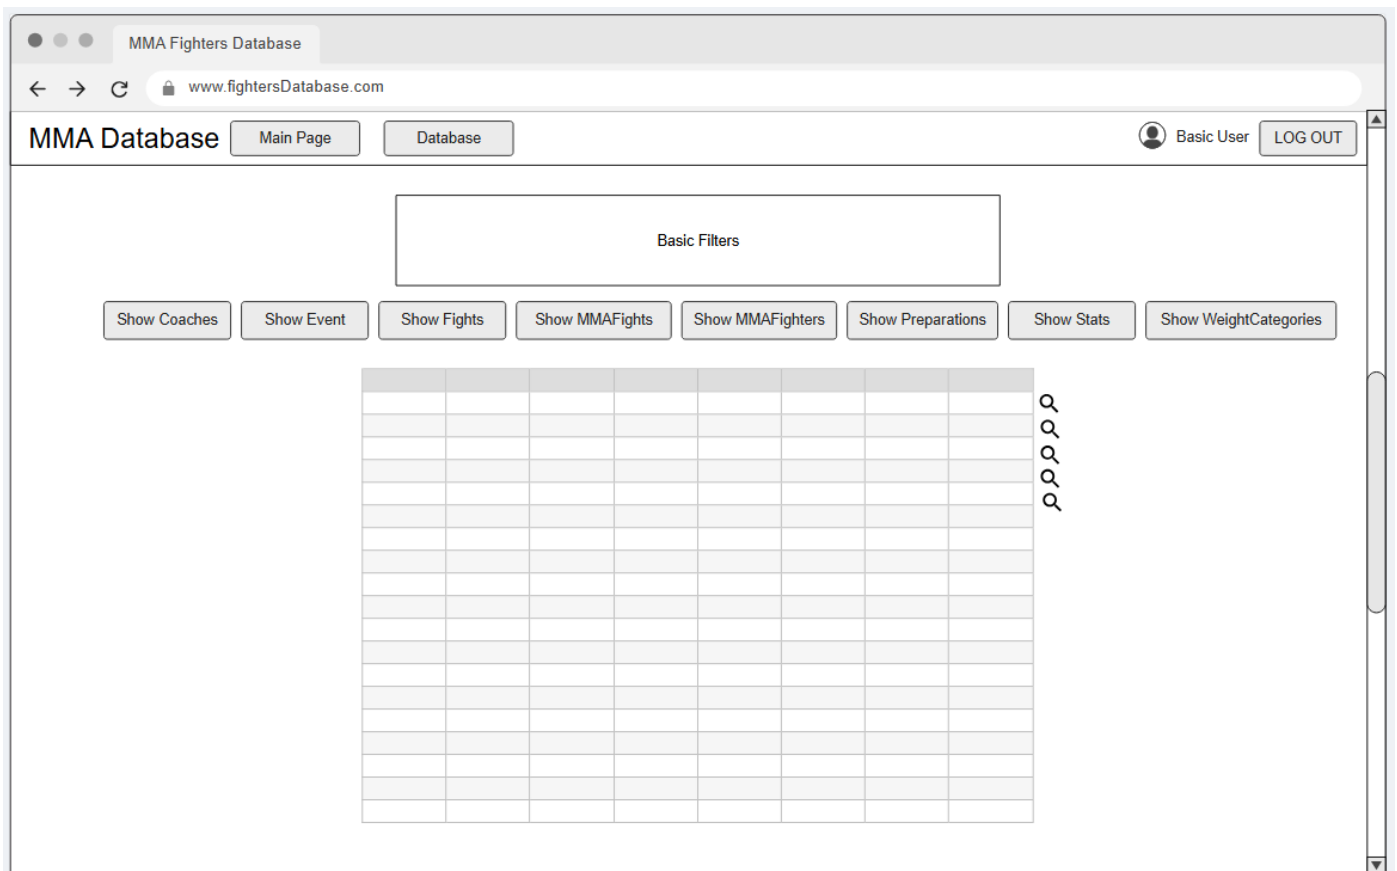 MMA Fighters Database
www.fightersDatabase.com
MMA Database Main Page Database Basic User LOG OUT
Basic Filters
Show Coaches Show Event Show Fights Show MMAFights Show MMAFighters Show Preparations Show Stats Show WeightCategories